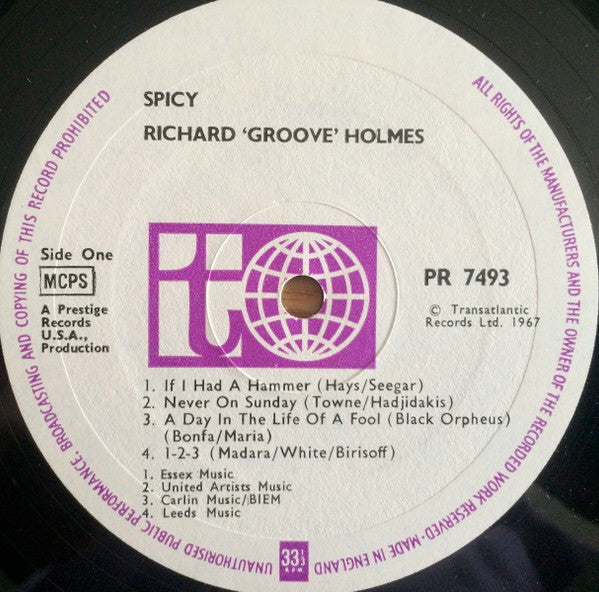 SPICY
RICHARD ‘GROOVE’ HOLMES
Side One
MCPS
A Prestige
Records
U.S.A.,
Production
it
PR 7493
© Transatlantic
Records Ltd. 1967
1. If I Had A Hammer (Hays/Seegar)
2. Never On Sunday (Towne/Hadjidakis)
3. A Day In The Life Of A Fool (Black Orpheus)
(Bonfa/Maria)
4. 1-2-3 (Madara/White/Birisoff)
1. Essex Music
2. United Artists Music
3. Carlin Music/BIEM
4. Leeds Music
33⅓
RPM
ALL RIGHTS OF THE MANUFACTURERS AND THE OWNER OF THE RECORDED WORK RESERVED·MADE IN ENGLAND
UNAUTHORISED PUBLIC PERFORMANCE, BROADCASTING AND COPYING OF THIS RECORD PROHIBITED